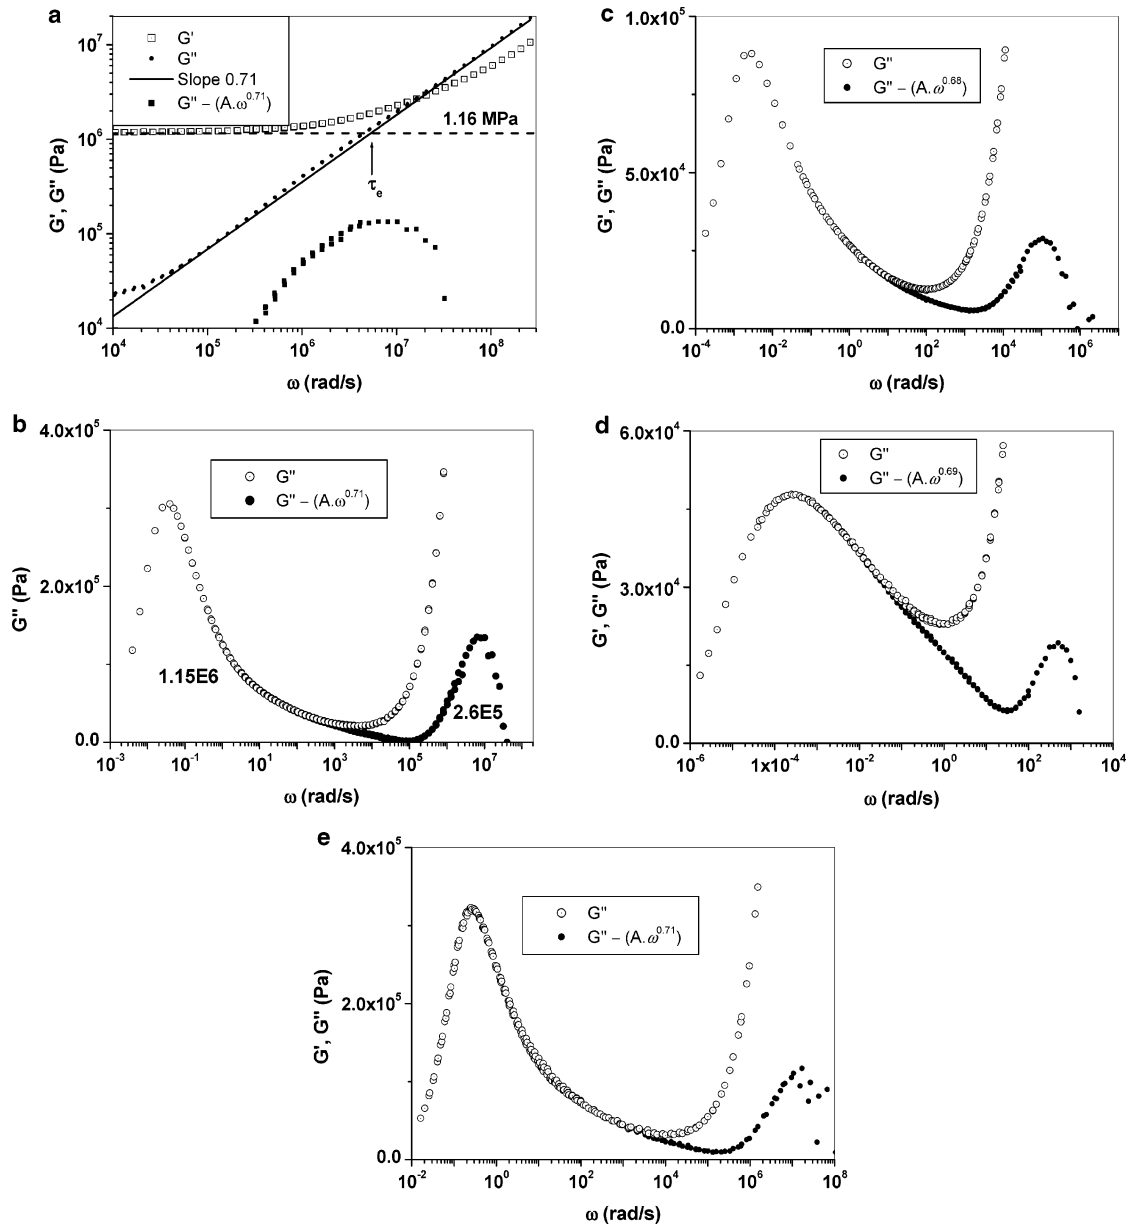 a
G'
G"
Slope 0.71
G" – (A.ω^0.71)
1.16 MPa
τe
10^7
10^6
10^5
10^4
G', G" (Pa)
10^4 10^5 10^6 10^7 10^8
ω (rad/s)
c
G"
G" – (A.ω^0.68)
1.0x10^5
5.0x10^4
0.0
G', G" (Pa)
10^-4 10^-2 10^0 10^2 10^4 10^6
ω (rad/s)
b
G"
G" – (A.ω^0.71)
4.0x10^5
2.0x10^5
0.0
G" (Pa)
1.15E6
2.6E5
10^-3 10^-1 10^1 10^3 10^5 10^7
ω (rad/s)
d
G"
G" – (A.ω^0.69)
6.0x10^4
3.0x10^4
0.0
G', G" (Pa)
10^-6 1x10^-4 10^-2 10^0 10^2 10^4
ω (rad/s)
e
G"
G" – (A.ω^0.71)
4.0x10^5
2.0x10^5
0.0
G', G" (Pa)
10^-2 10^0 10^2 10^4 10^6 10^8
ω (rad/s)